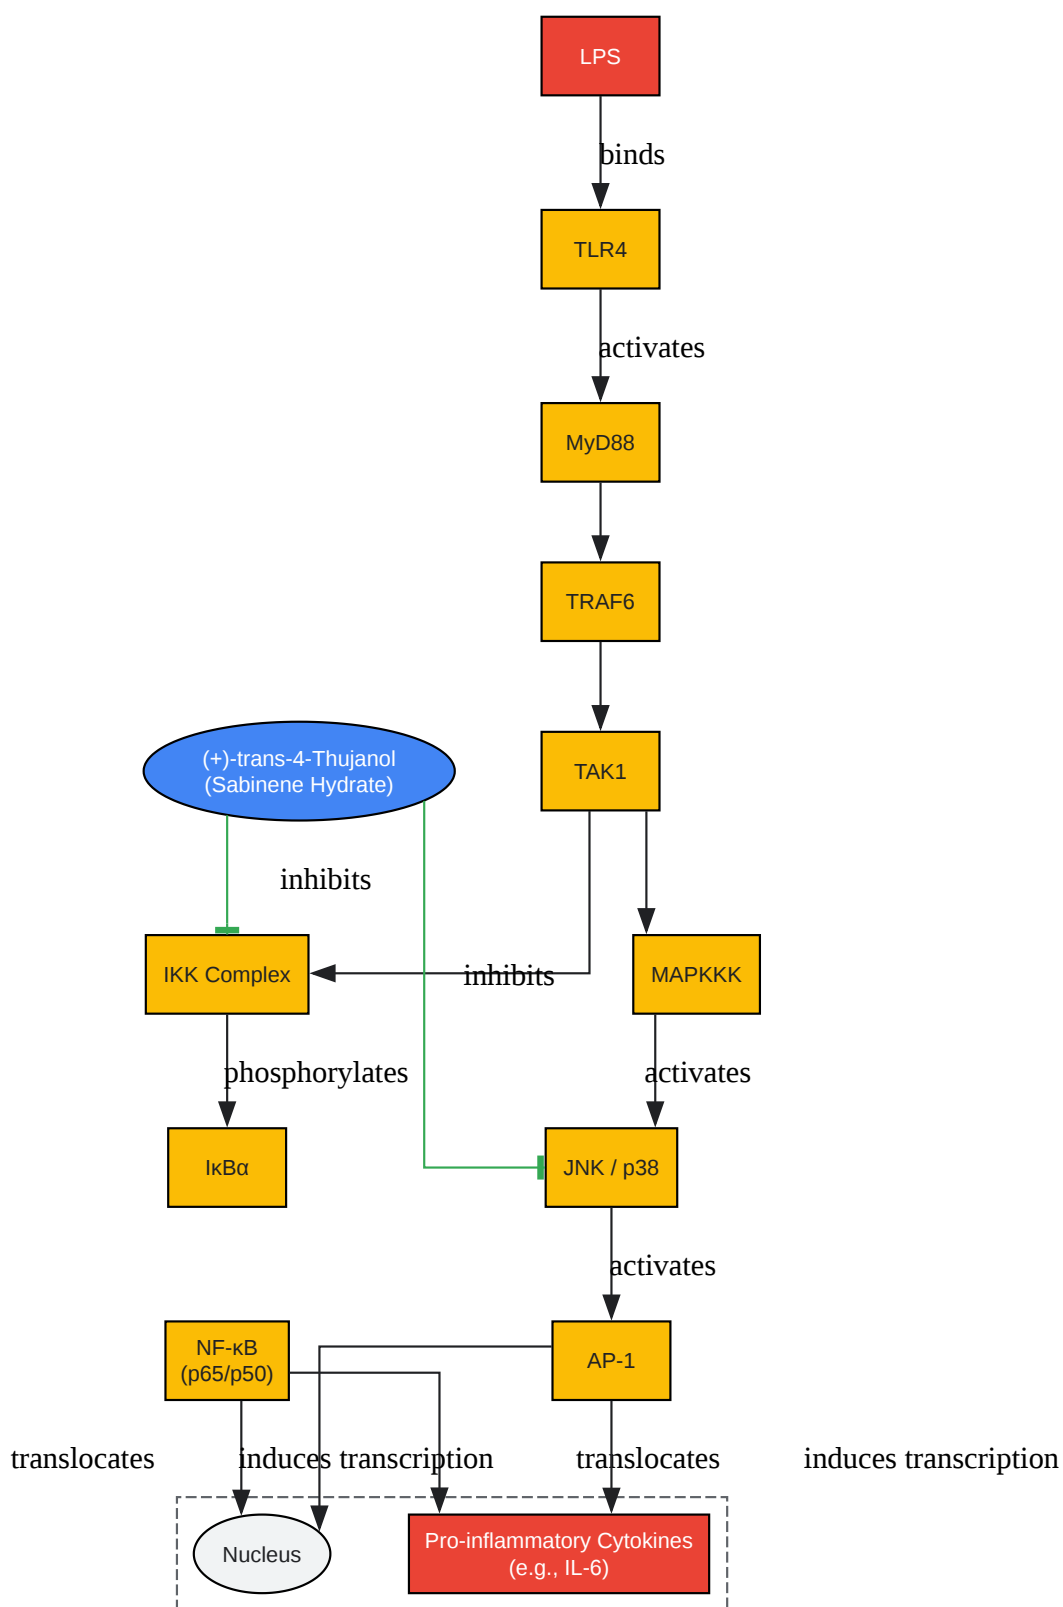 LPS
binds
TLR4
activates
MyD88
TRAF6
(+)-trans-4-Thujanol
(Sabinene Hydrate)
TAK1
inhibits
IKK Complex
inhibits
MAPKKK
phosphorylates
activates
IκBα
JNK / p38
activates
NF-κB
(p65/p50)
AP-1
translocates
induces transcription
translocates
induces transcription
Nucleus
Pro-inflammatory Cytokines
(e.g., IL-6)